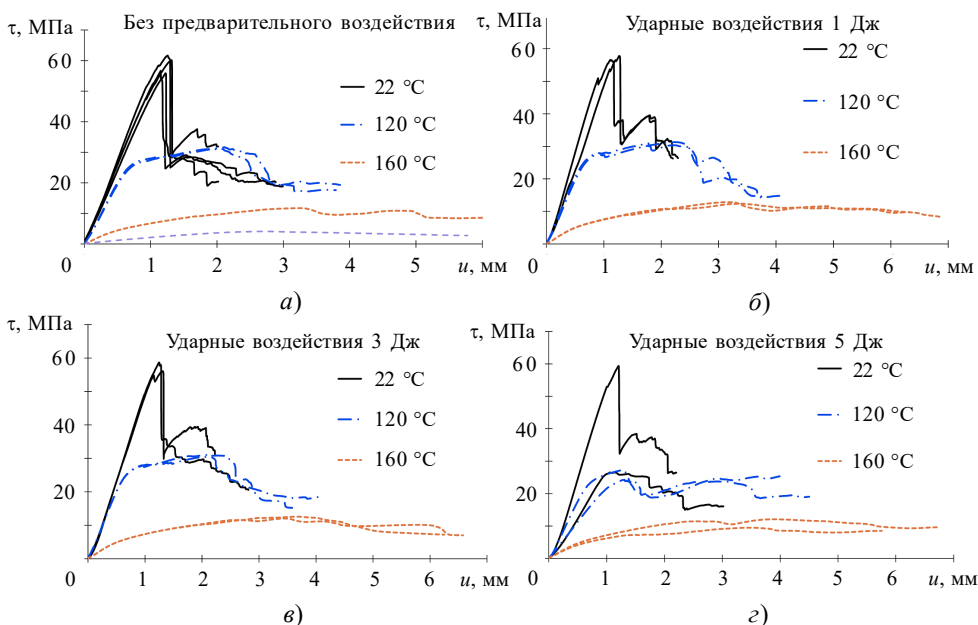 Без предварительного воздействия
τ, МПа
60
40
20
0
1
2
3
4
5
u, мм
22 °C
120 °C
160 °C
а)
Ударные воздействия 1 Дж
τ, МПа
60
40
20
0
1
2
3
4
5
6
u, мм
22 °C
120 °C
160 °C
б)
Ударные воздействия 3 Дж
τ, МПа
60
40
20
0
1
2
3
4
5
6
u, мм
22 °C
120 °C
160 °C
в)
Ударные воздействия 5 Дж
τ, МПа
60
40
20
0
1
2
3
4
5
6
u, мм
22 °C
120 °C
160 °C
г)